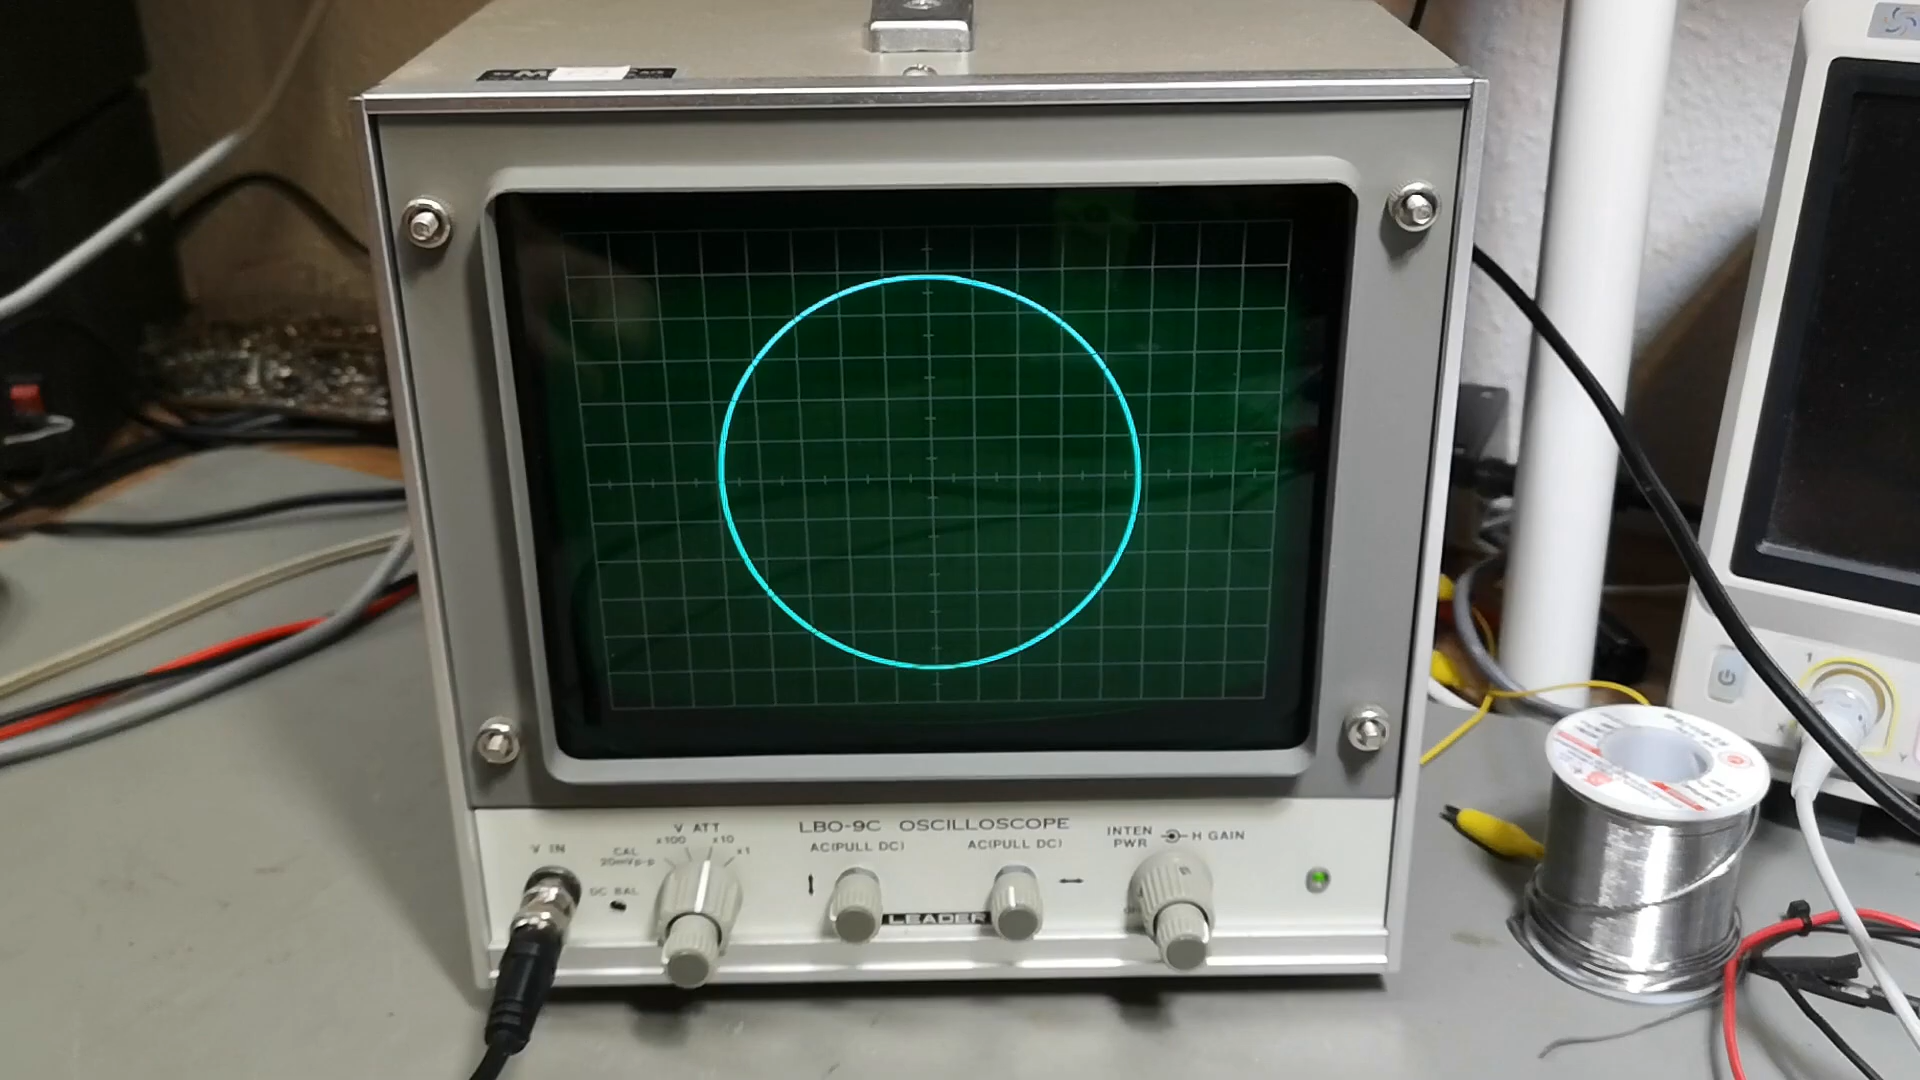 V IN
V ATT
x100
x10
x1
CAL
20mVp-p
DC BAL
LBO-9C OSCILLOSCOPE
AC(PULL DC)
AC(PULL DC)
LEADER
INTEN
PWR
H GAIN
1